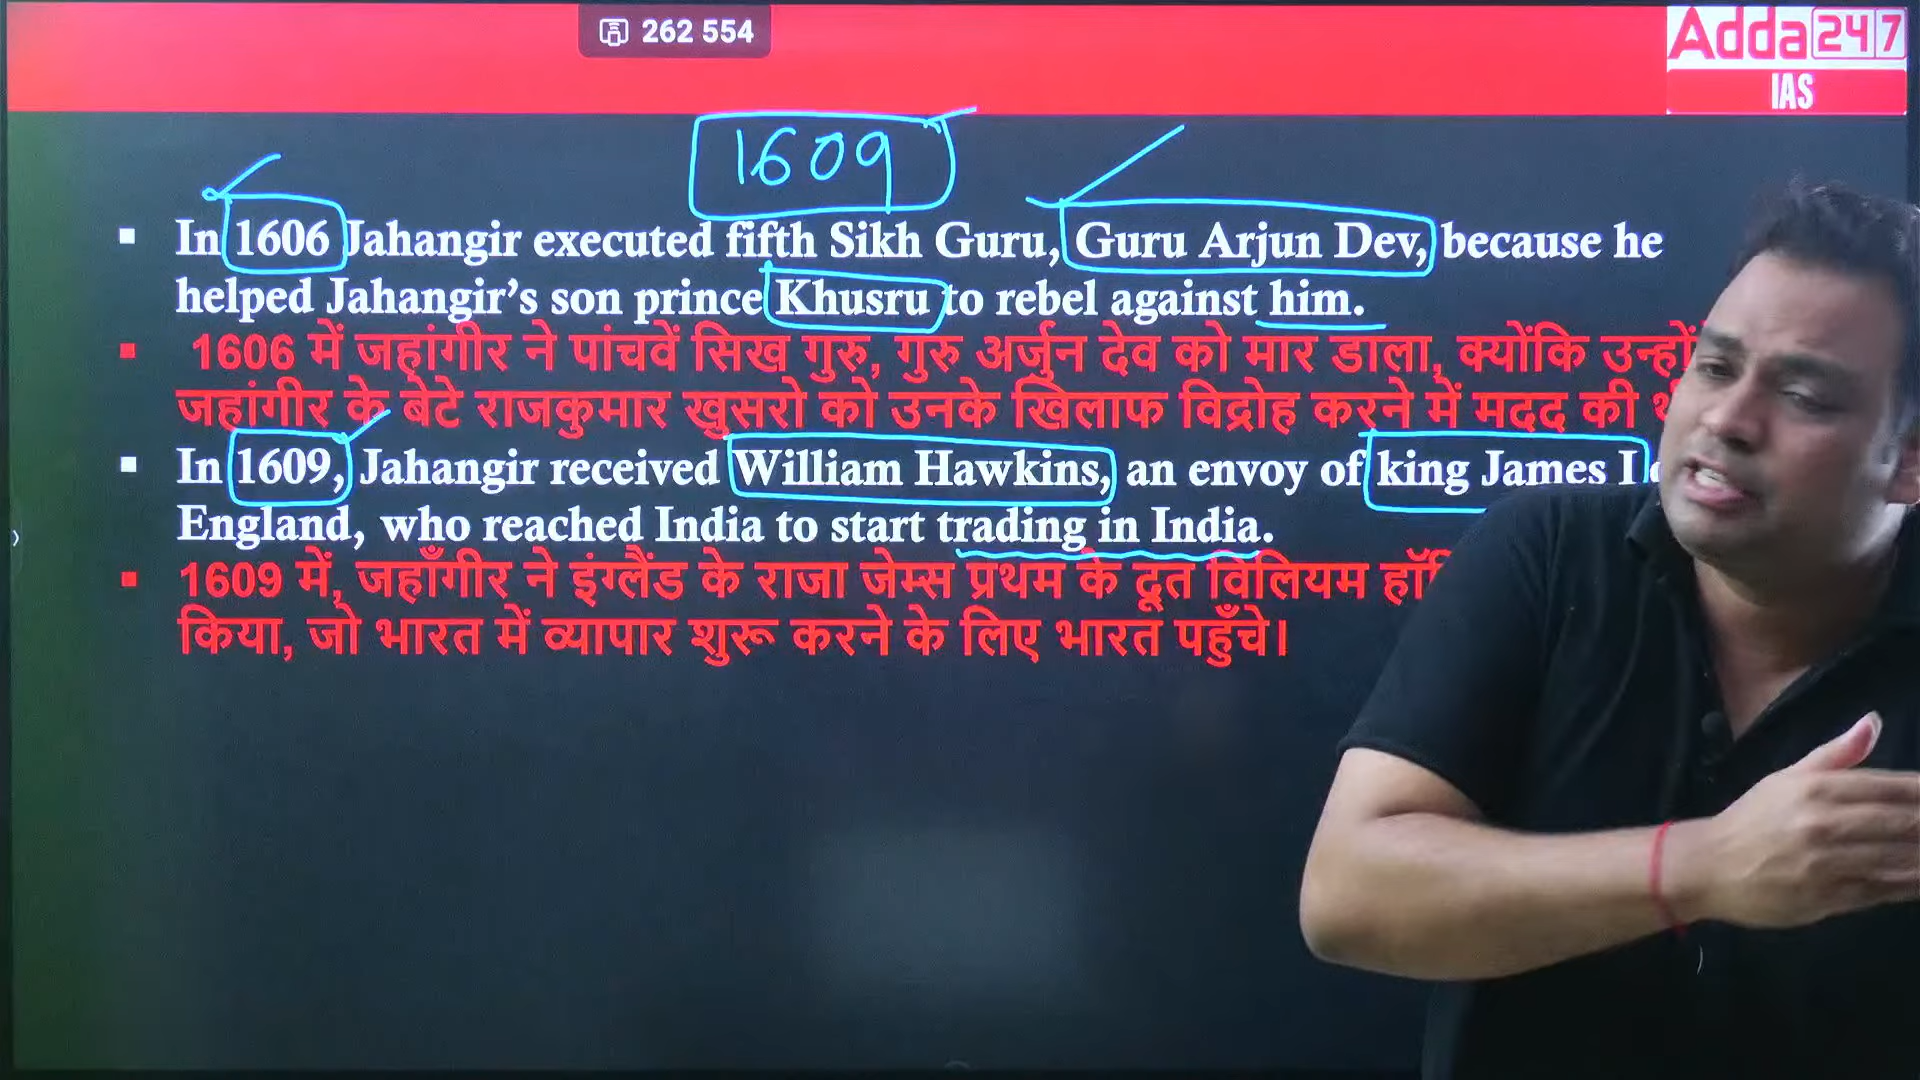 262 554
Adda247
IAS
1609
In 1606 Jahangir executed fifth Sikh Guru, Guru Arjun Dev, because he
helped Jahangir’s son prince Khusru to rebel against him.
1606 में जहांगीर ने पांचवें सिख गुरु, गुरु अर्जुन देव को मार डाला, क्योंकि
जहांगीर के बेटे राजकुमार खुसरो को उनके खिलाफ विद्रोह करने में मदद की
In 1609, Jahangir received William Hawkins, an envoy of king James I
England, who reached India to start trading in India.
1609 में, जहाँगीर ने इंग्लैंड के राजा जेम्स प्रथम के दूत विलियम
किया, जो भारत में व्यापार शुरू करने के लिए भारत पहुँचे।